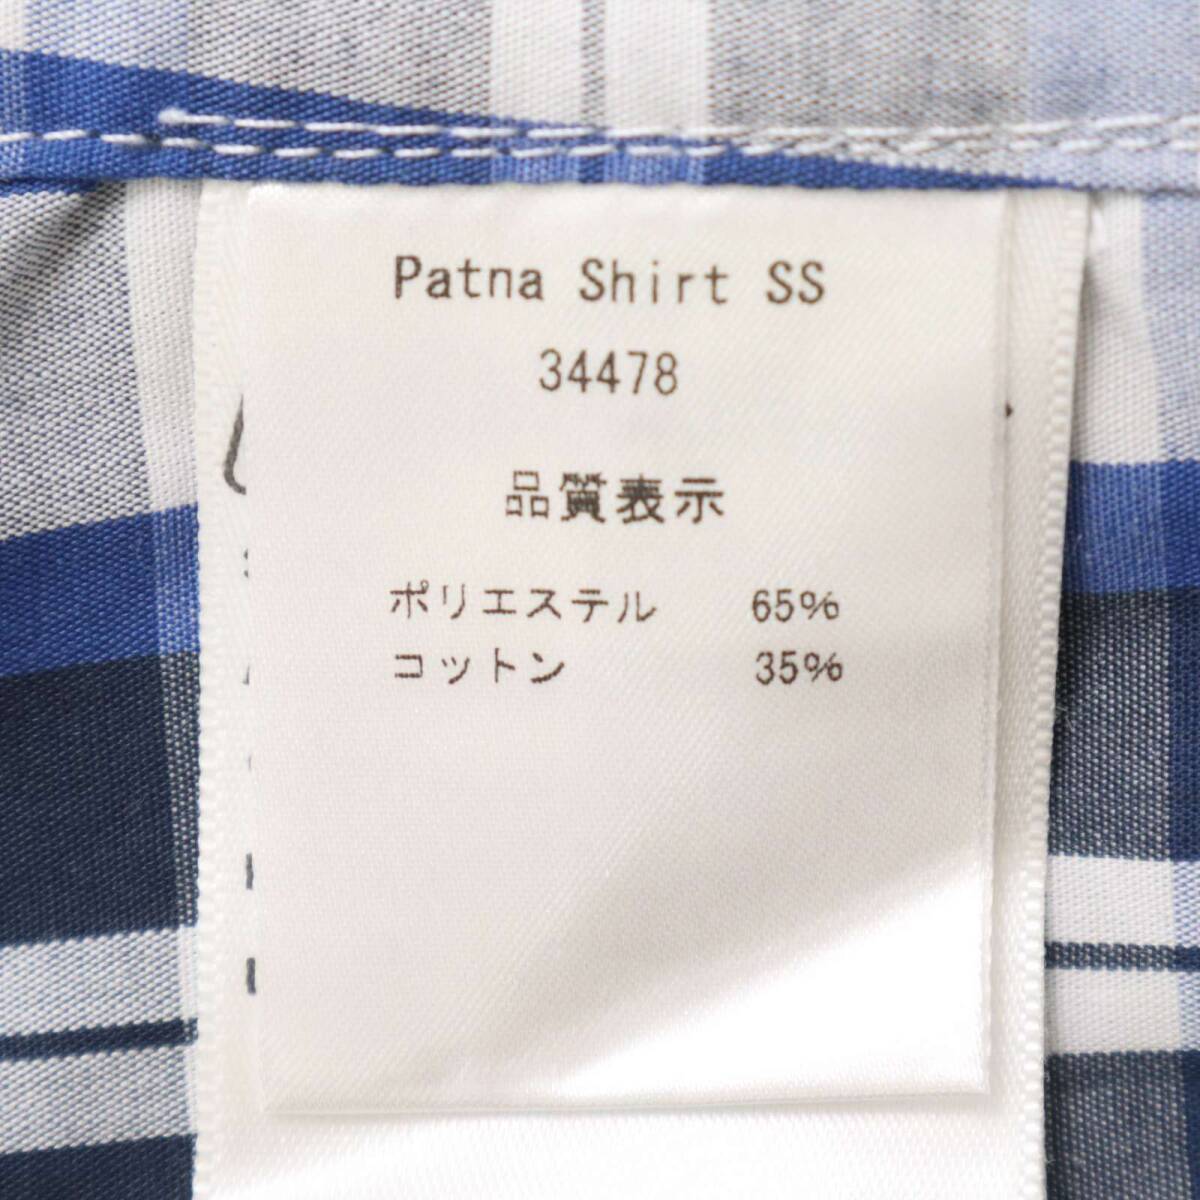 Patna Shirt SS
34478
品質表示
ポリエステル 65%
コットン 35%